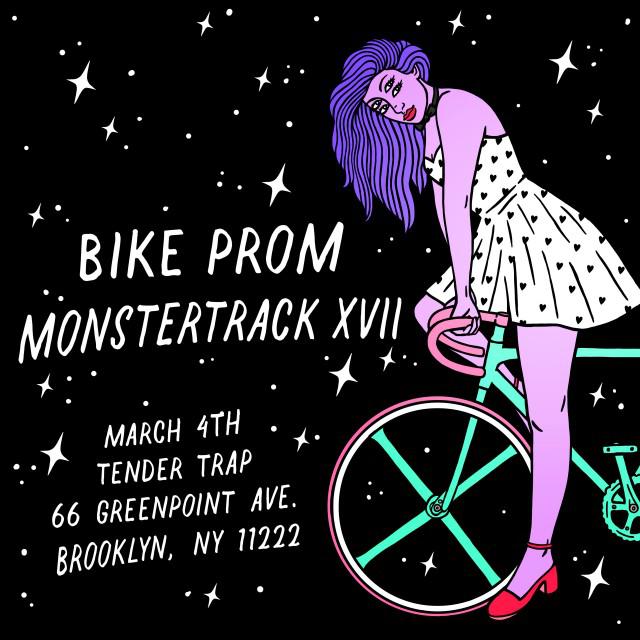 BIKE PROM
MONSTERTRACK XVII
MARCH 4TH
TENDER TRAP
66 GREENPOINT AVE.
BROOKLYN, NY 11222